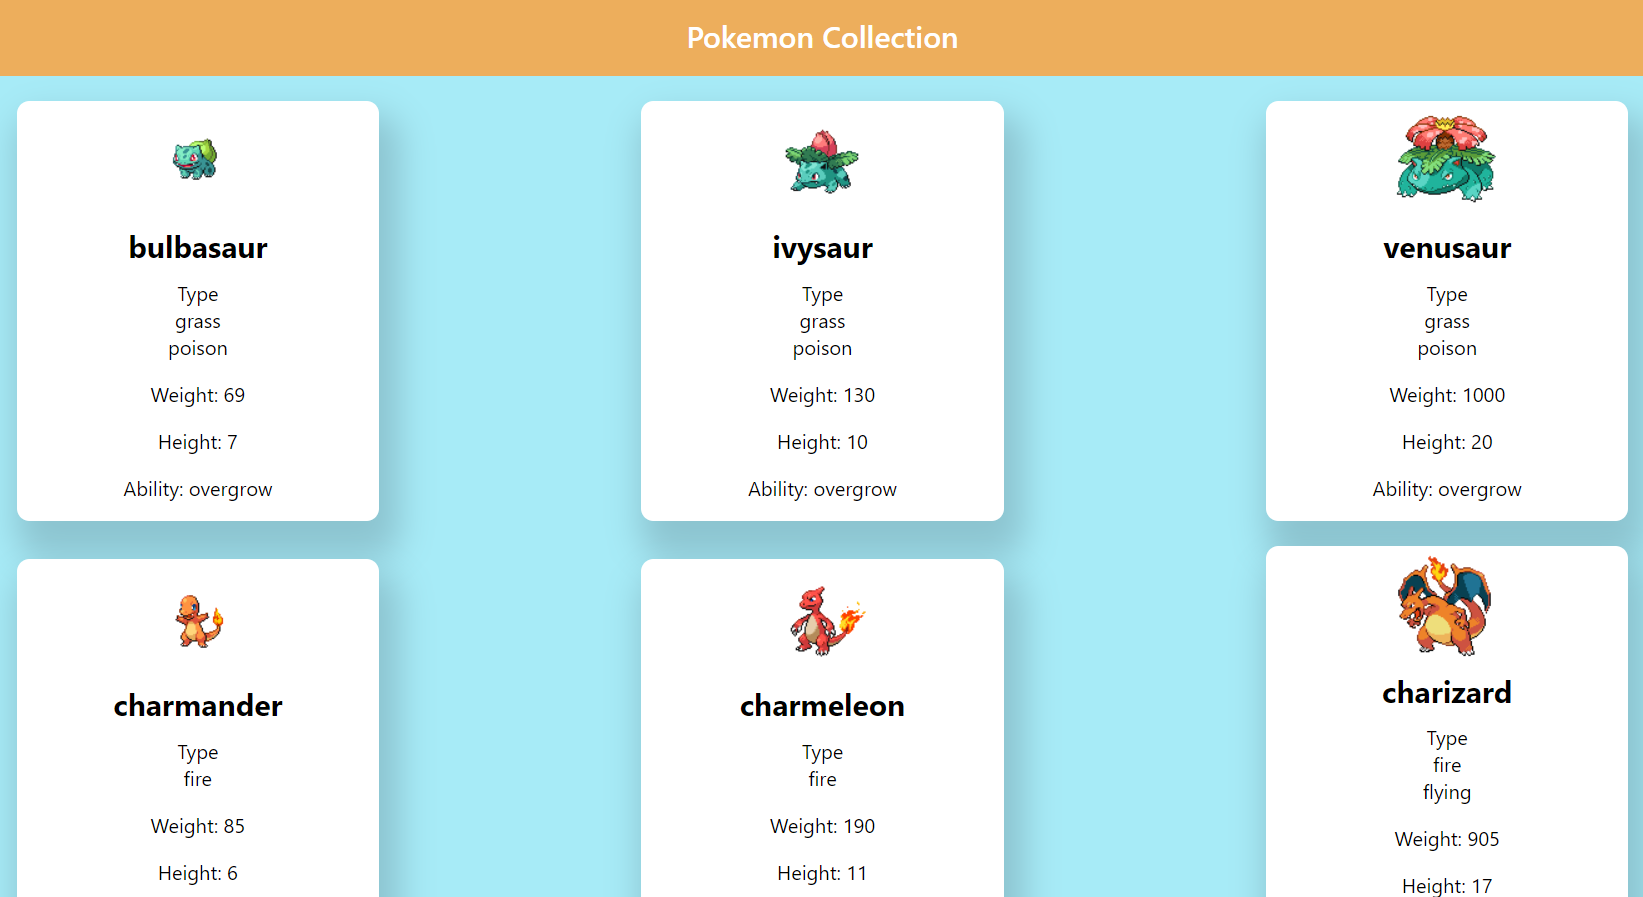 Pokemon Collection
bulbasaur
Type
grass
poison
Weight: 69
Height: 7
Ability: overgrow
ivysaur
Type
grass
poison
Weight: 130
Height: 10
Ability: overgrow
venusaur
Type
grass
poison
Weight: 1000
Height: 20
Ability: overgrow
charmander
Type
fire
Weight: 85
Height: 6
charmeleon
Type
fire
Weight: 190
Height: 11
charizard
Type
fire
flying
Weight: 905
Height: 17